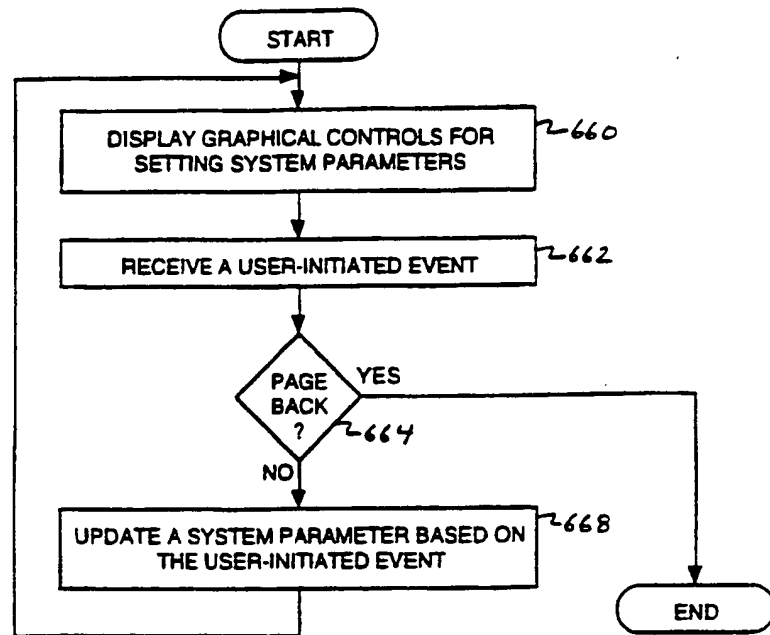 START
DISPLAY GRAPHICAL CONTROLS FOR
SETTING SYSTEM PARAMETERS
660
RECEIVE A USER-INITIATED EVENT
662
PAGE
BACK
?
YES
664
NO
UPDATE A SYSTEM PARAMETER BASED ON
THE USER-INITIATED EVENT
668
END